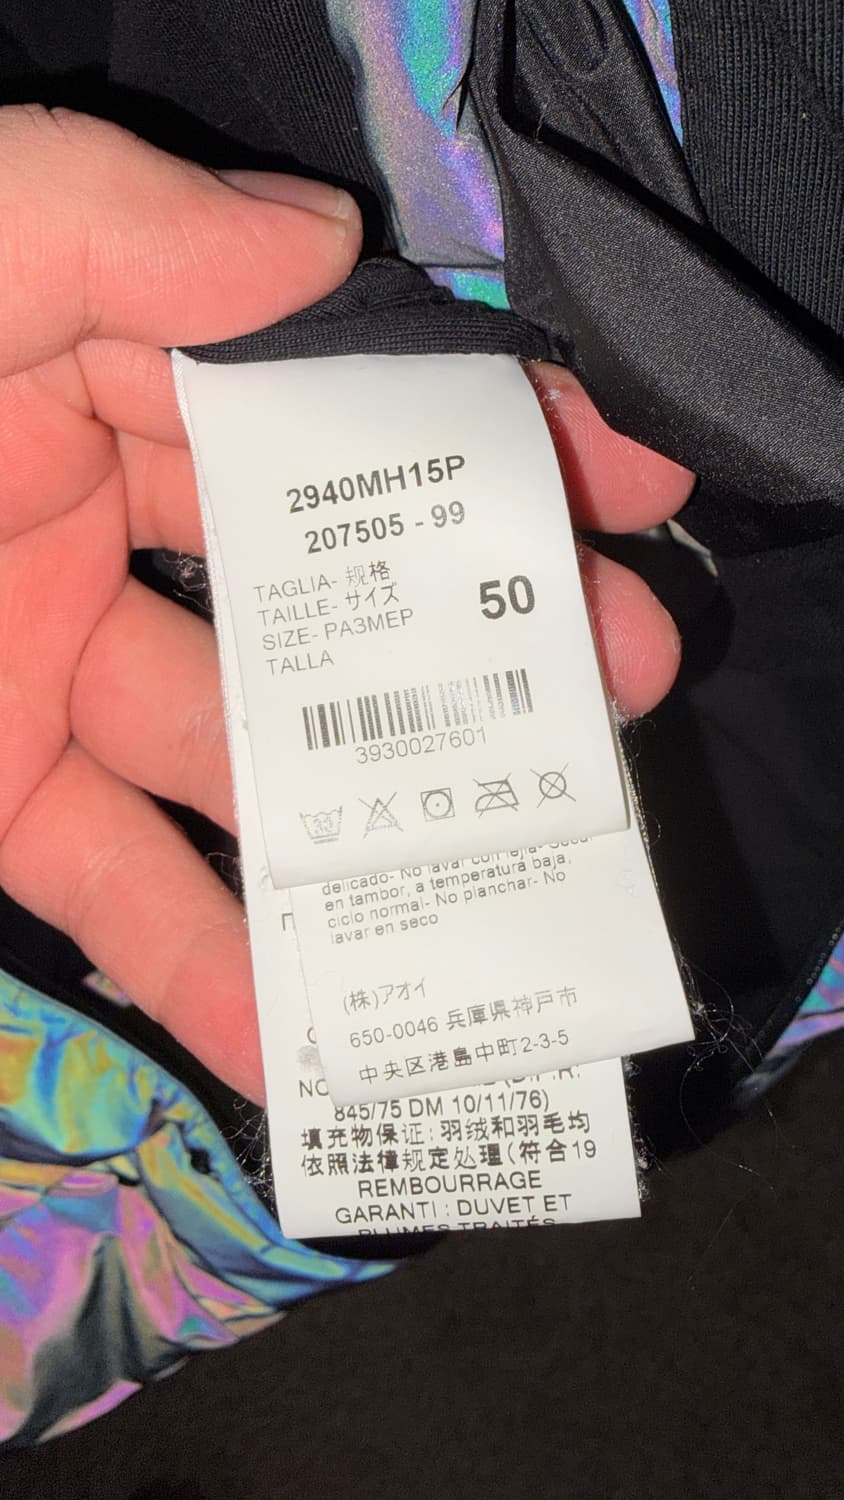 2940MH15P
207505 - 99
TAGLIA- 规格
TAILLE- サイズ
SIZE- РАЗМЕР
TALLA
50
3930027601
delicado- No lavar con lejía-
en tambor, a temperatura baja,
ciclo normal- No planchar- No
lavar en seco
(株)アオイ
650-0046 兵庫県神戸市
中央区港島中町2-3-5
845/75 DM 10/11/76)
填充物保证：羽绒和羽毛均
依照法律规定处理(符合19
REMBOURRAGE
GARANTI : DUVET ET
PLUMES TRAITÉS